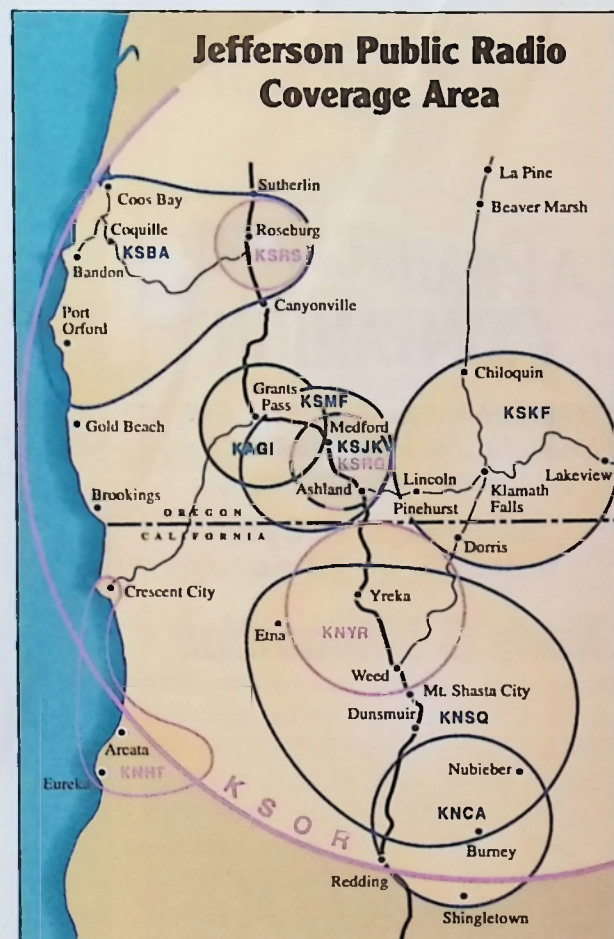 Jefferson Public Radio
Coverage Area
La Pine
Beaver Marsh
Sutherlin
Coos Bay
Coquille
Roseburg
KSBA
KSRS
Bandon
Canyonville
Port
Orford
Chiloquin
Grants
Pass
KSMF
KSKF
Gold Beach
Medford
KAGI
KSJK
KSRG
Lakeview
Ashland
Lincoln
Pinehurst
Klamath
Falls
Brookings
OREGON
CALIFORNIA
Dorris
Crescent City
Yreka
Etna
KNYR
Weed
Mt. Shasta City
Dunsmuir
KNSQ
Arcata
Eureka
KNHT
Nubieber
KSOR
KNCA
Burney
Redding
Shingletown